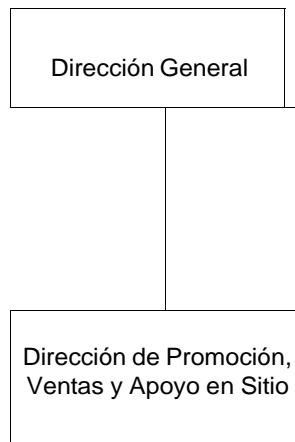 Dirección General
Dirección de Promoción,
Ventas y Apoyo en Sitio